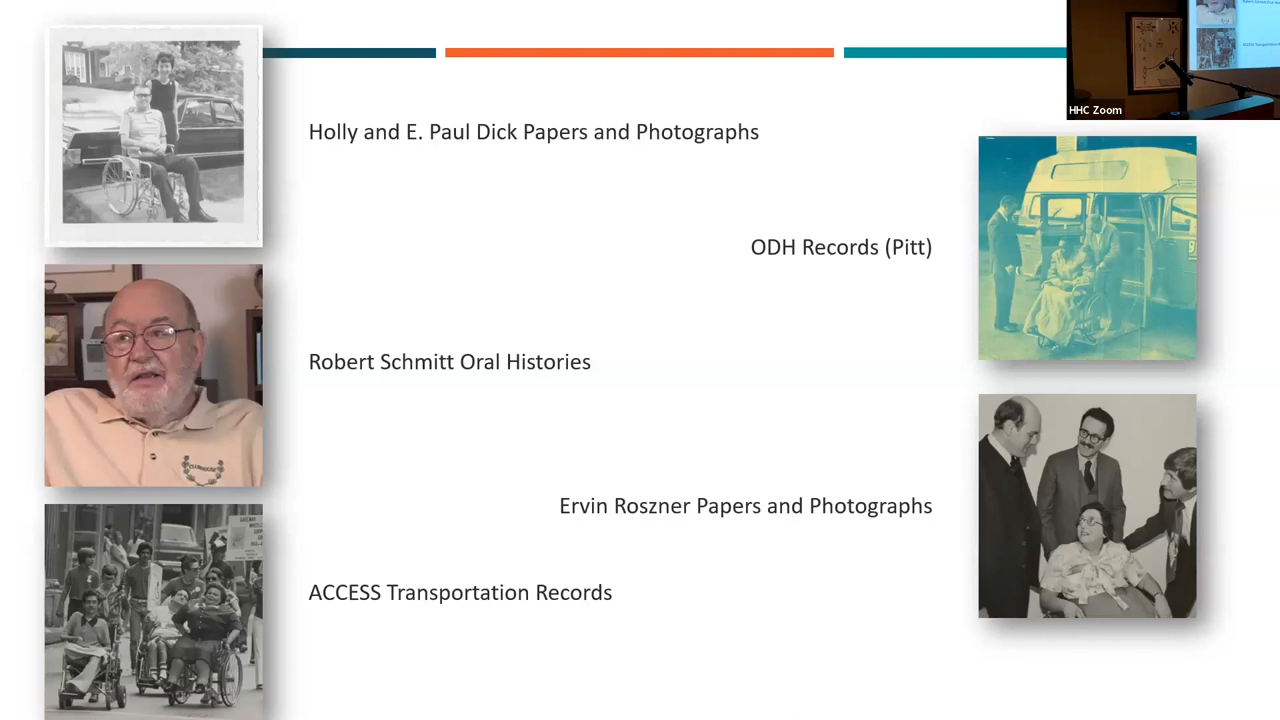 HHC Zoom
Holly and E. Paul Dick Papers and Photographs
ODH Records (Pitt)
Robert Schmitt Oral Histories
Ervin Roszner Papers and Photographs
ACCESS Transportation Records